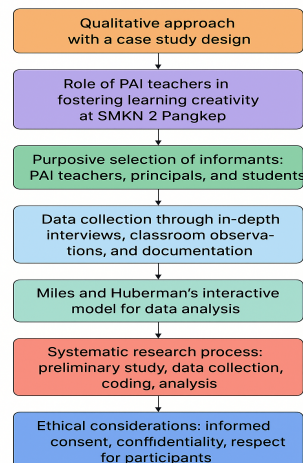 Qualitative approach
with a case study design
Role of PAI teachers in
fostering learning creativity
at SMKN 2 Pangkep
Purposive selection of informants:
PAI teachers, principals, and students
Data collection through in-depth
interviews, classroom observa-
tions, and documentation
Miles and Huberman's interactive
model for data analysis
Systematic research process:
preliminary study, data collection,
coding, analysis
Ethical considerations: informed
consent, conffidentiality, respect
for participants